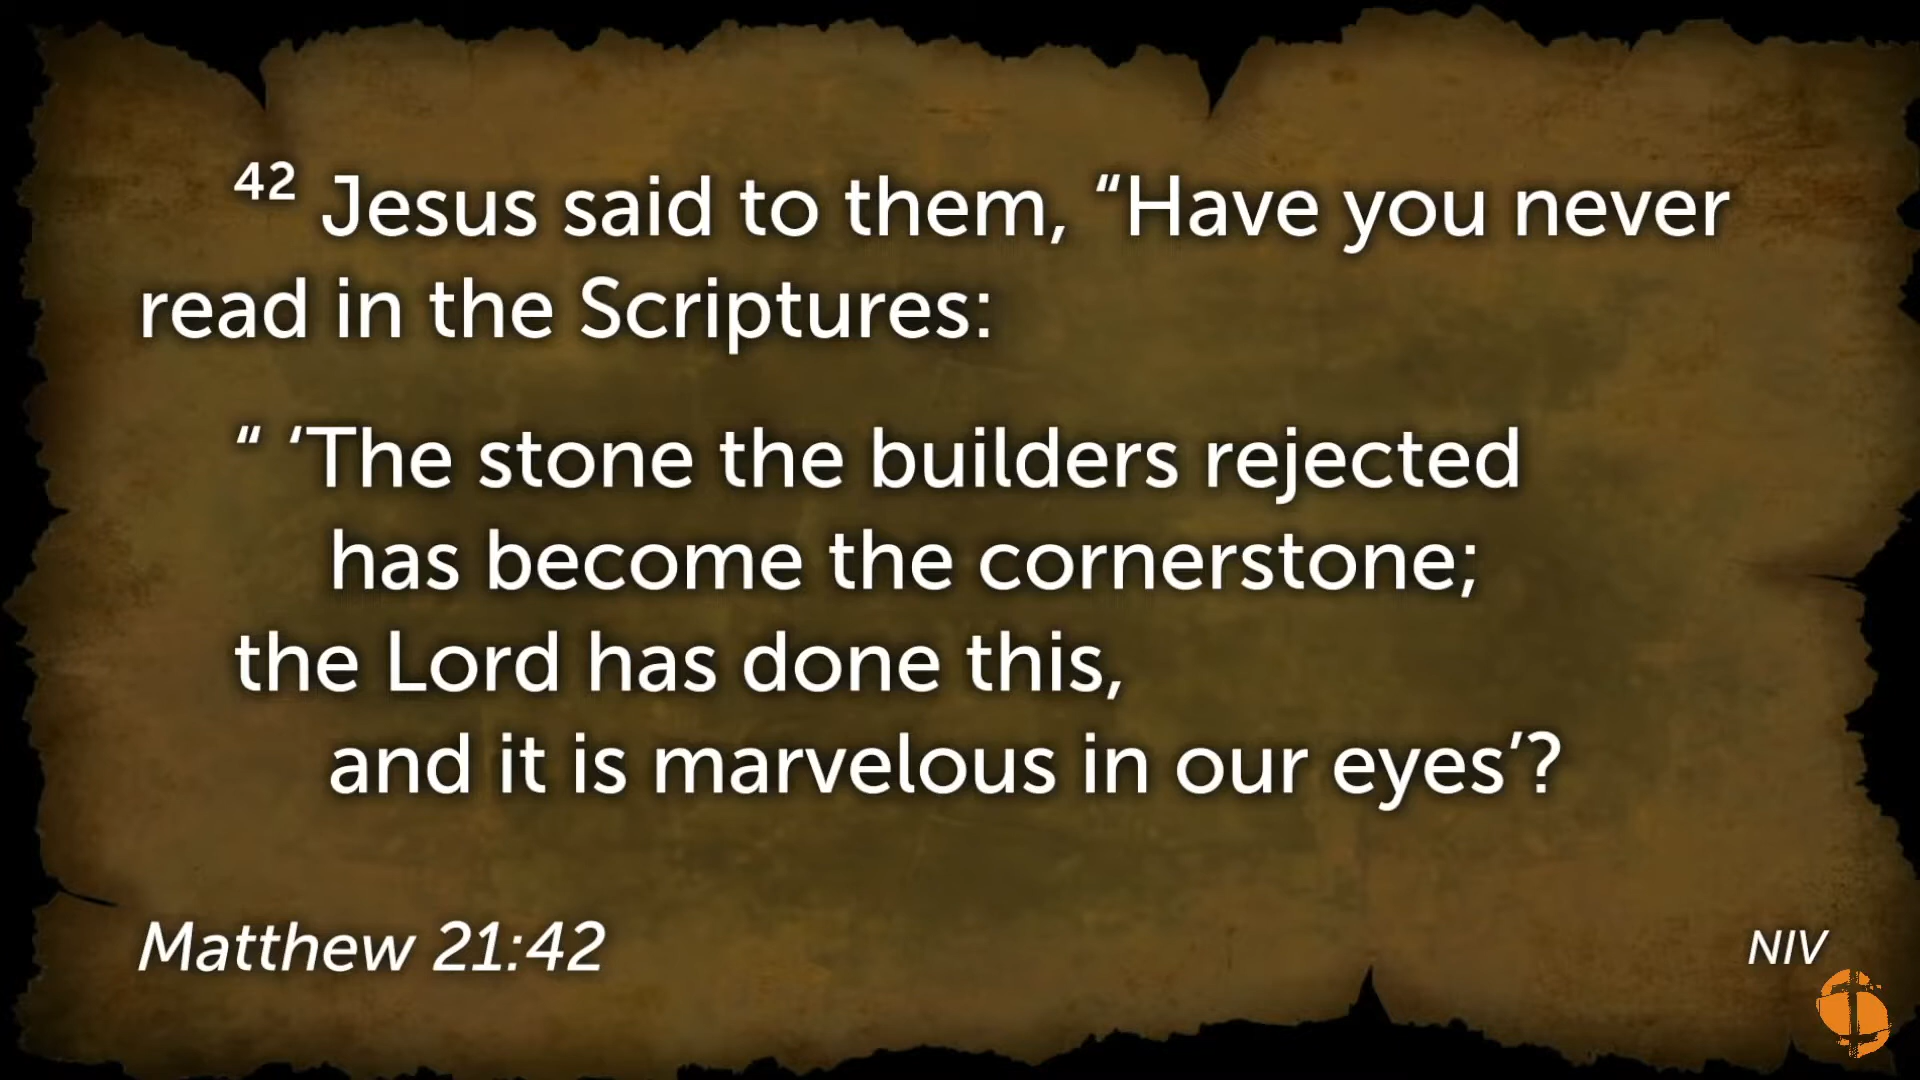 ⁴² Jesus said to them, “Have you never
read in the Scriptures:
“ ‘The stone the builders rejected
has become the cornerstone;
the Lord has done this,
and it is marvelous in our eyes’?
Matthew 21:42
NIV